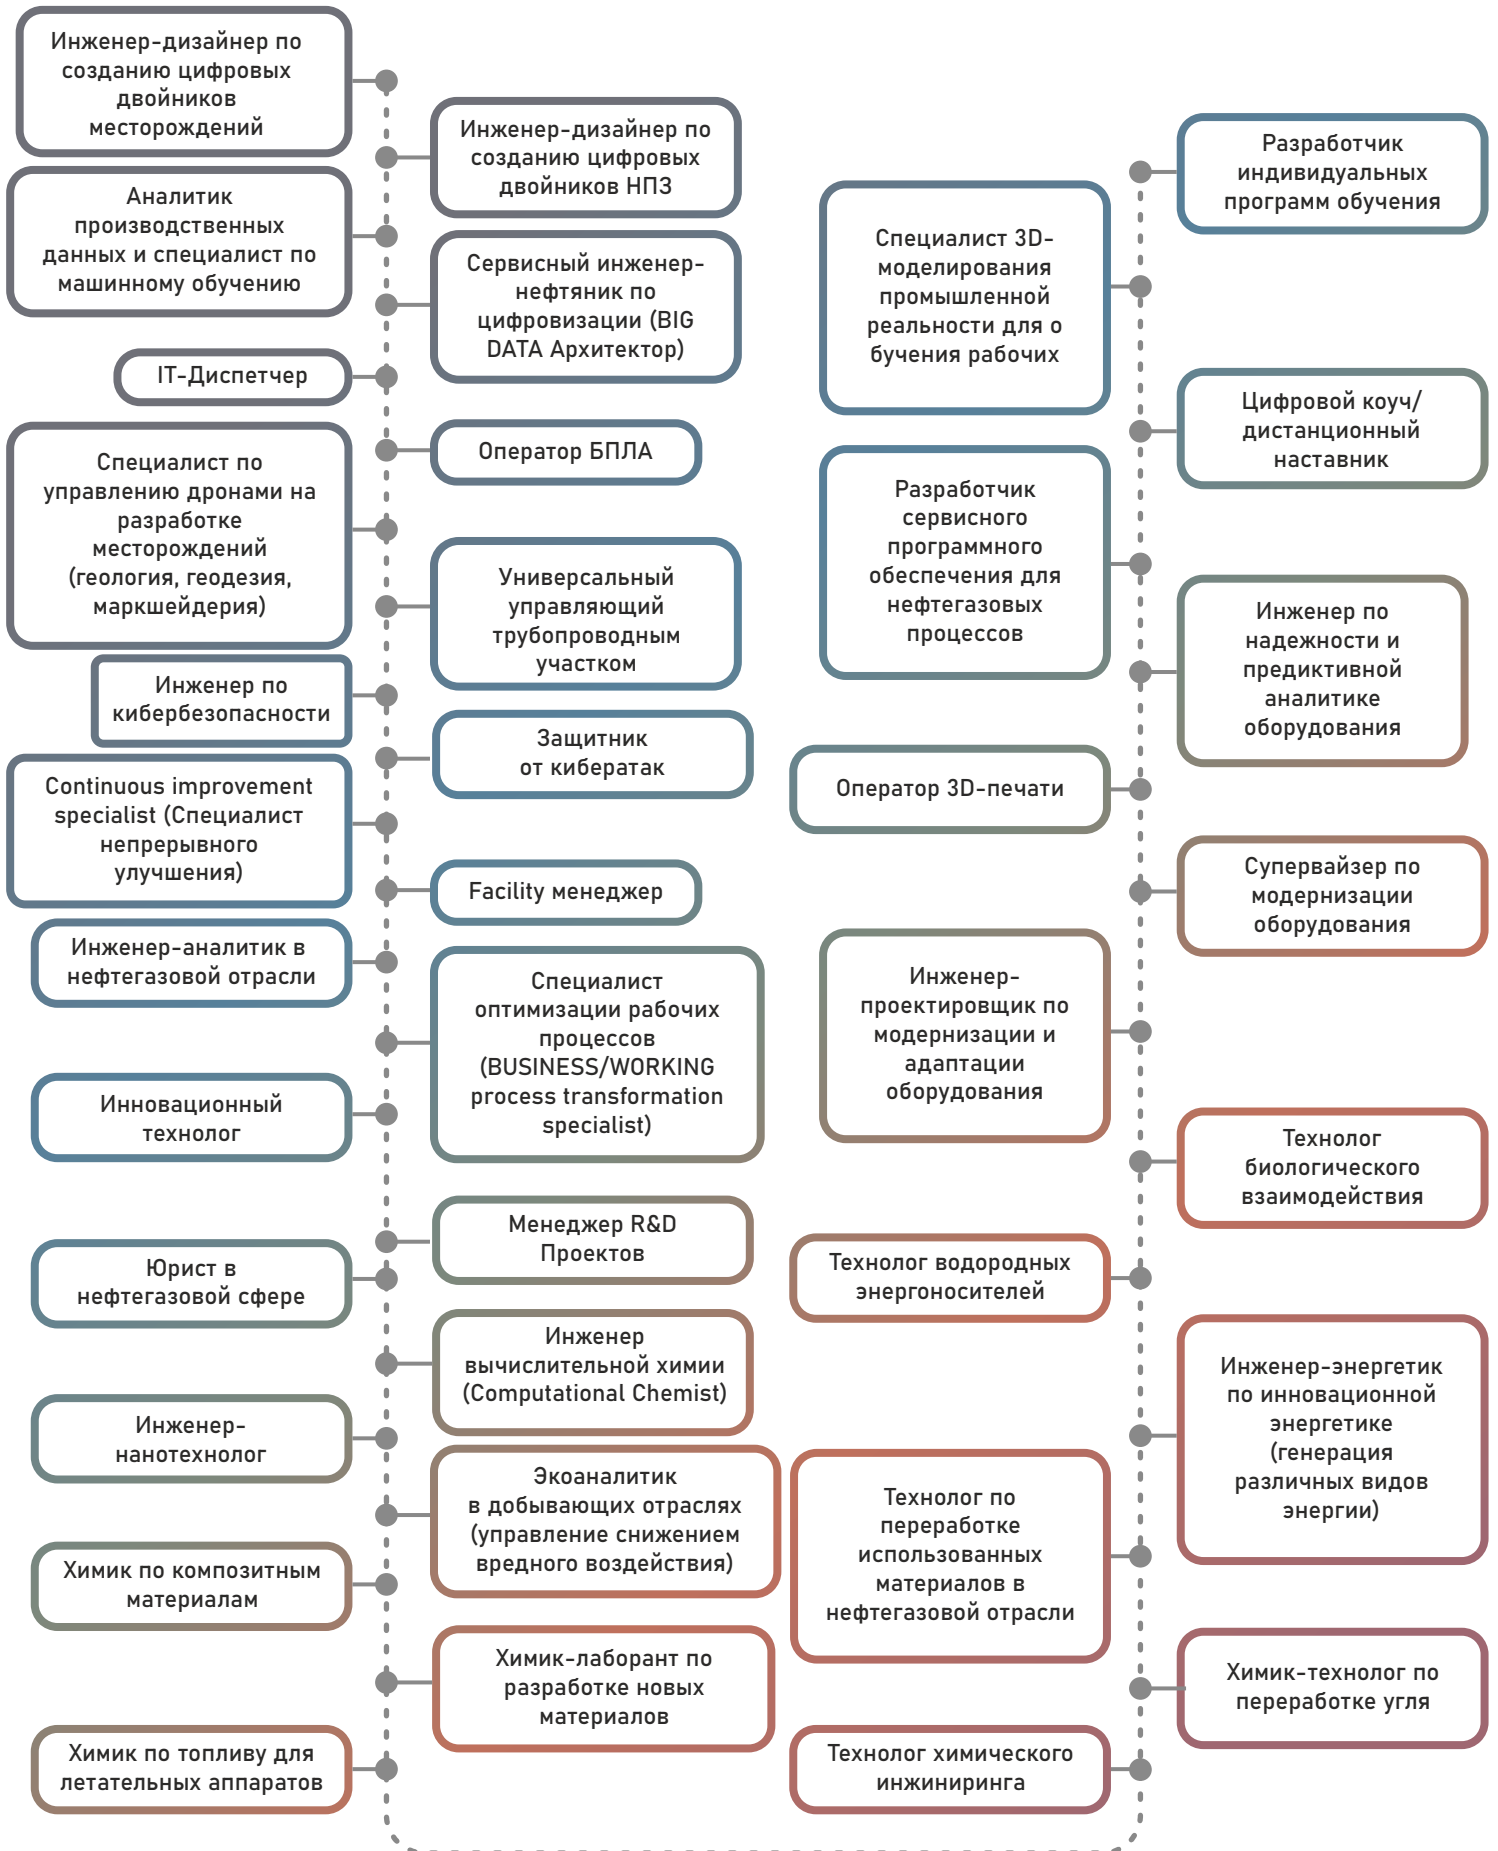 Инженер-дизайнер по
созданию цифровых
двойников
месторождений
Инженер-дизайнер по
созданию цифровых
двойников НПЗ
Аналитик
производственных
данных и специалист по
машинному обучению
Сервисный инженер-
нефтяник по
цифровизации (BIG
DATA Архитектор)
IT-Диспетчер
Оператор БПЛА
Специалист по
управлению дронами на
разработке
месторождений
(геология, геодезия,
маркшейдерия)
Универсальный
управляющий
трубопроводным
участком
Инженер по
кибербезопасности
Защитник
от кибератак
Continuous improvement
specialist (Специалист
непрерывного
улучшения)
Facility менеджер
Инженер-аналитик в
нефтегазовой отрасли
Специалист
оптимизации рабочих
процессов
(BUSINESS/WORKING
process transformation
specialist)
Инновационный
технолог
Менеджер R&D
Проектов
Юрист в
нефтегазовой сфере
Инженер
вычислительной химии
(Computational Chemist)
Инженер-
нанотехнолог
Экоаналитик
в добывающих отраслях
(управление снижением
вредного воздействия)
Химик по композитным
материалам
Химик-лаборант по
разработке новых
материалов
Химик по топливу для
летательных аппаратов
Разработчик
индивидуальных
программ обучения
Специалист 3D-
моделирования
промышленной
реальности для о
бучения рабочих
Цифровой коуч/
дистанционный
наставник
Разработчик
сервисного
программного
обеспечения для
нефтегазовых
процессов
Инженер по
надежности и
предиктивной
аналитике
оборудования
Оператор 3D-печати
Супервайзер по
модернизации
оборудования
Инженер-
проектировщик по
модернизации и
адаптации
оборудования
Технолог
биологического
взаимодействия
Технолог водородных
энергоносителей
Инженер-энергетик
по инновационной
энергетике
(генерация
различных видов
энергии)
Технолог по
переработке
использованных
материалов в
нефтегазовой отрасли
Химик-технолог по
переработке угля
Технолог химического
инжиниринга